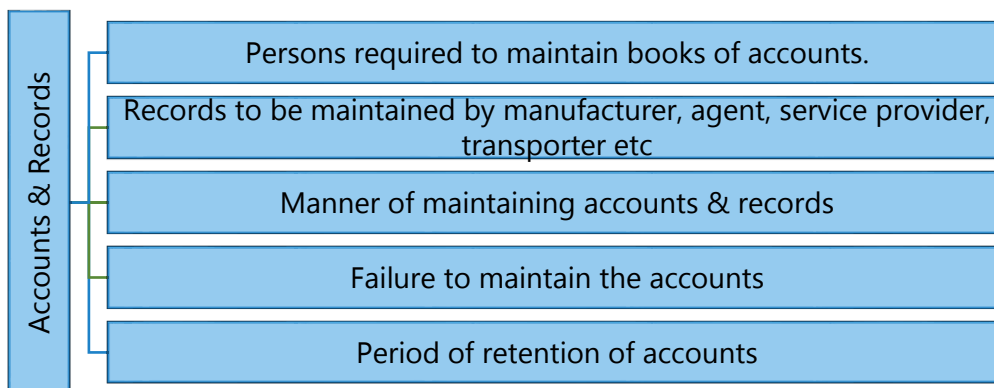 Accounts & Records
Persons required to maintain books of accounts.
Records to be maintained by manufacturer, agent, service provider,
transporter etc
Manner of maintaining accounts & records
Failure to maintain the accounts
Period of retention of accounts